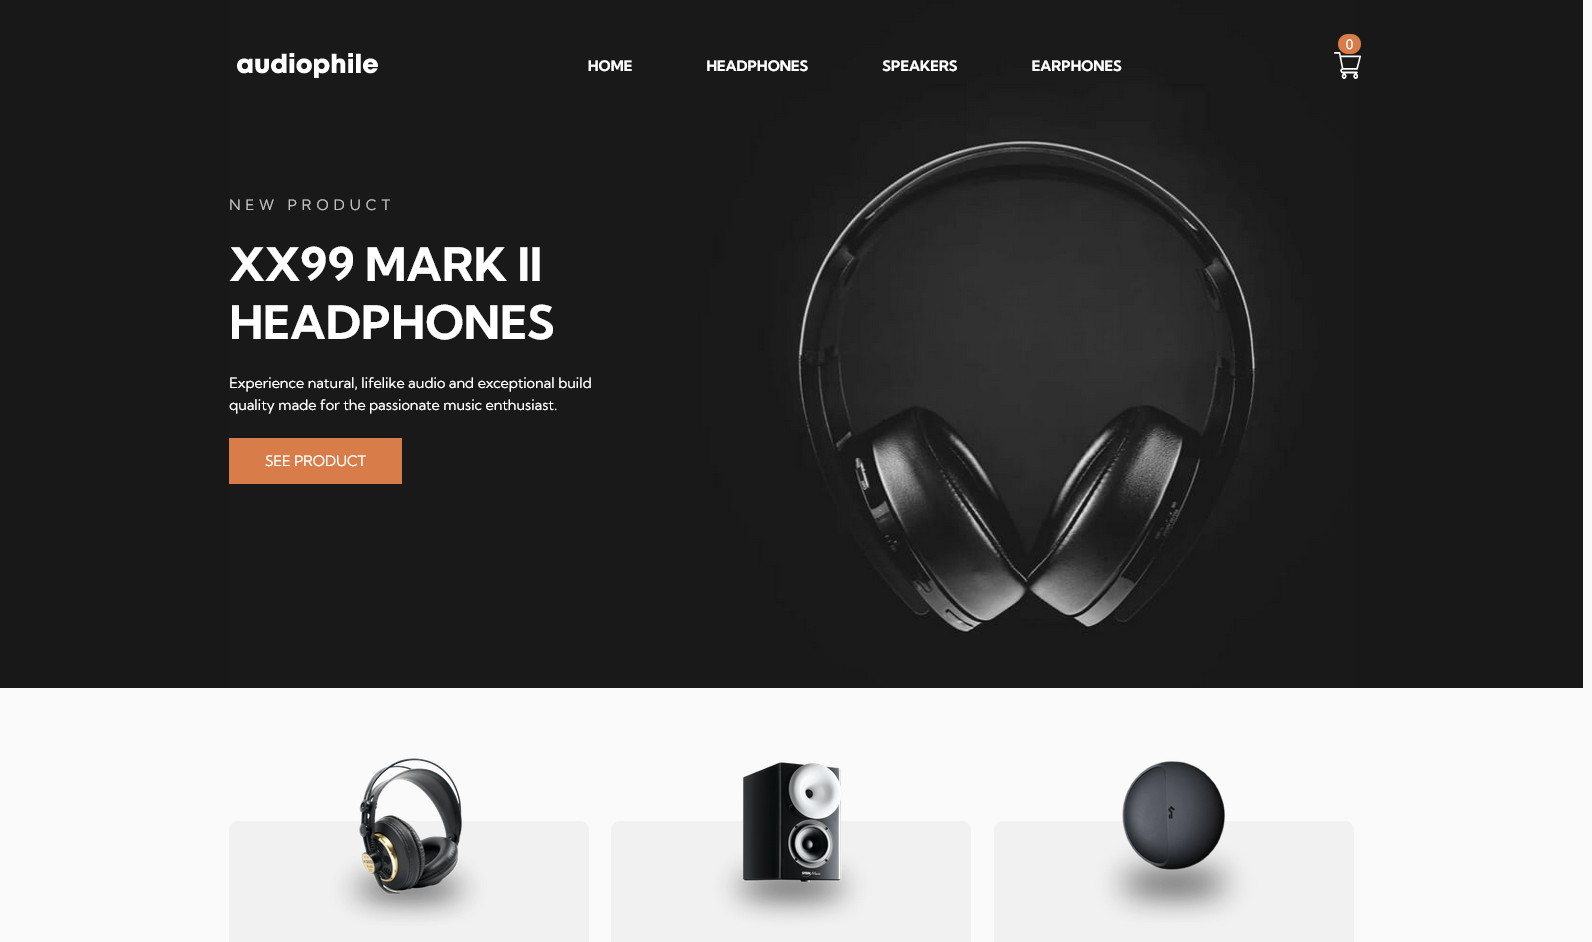 audiophile
HOME HEADPHONES SPEAKERS EARPHONES
0
NEW PRODUCT
XX99 MARK II
HEADPHONES
Experience natural, lifelike audio and exceptional build
quality made for the passionate music enthusiast.
SEE PRODUCT